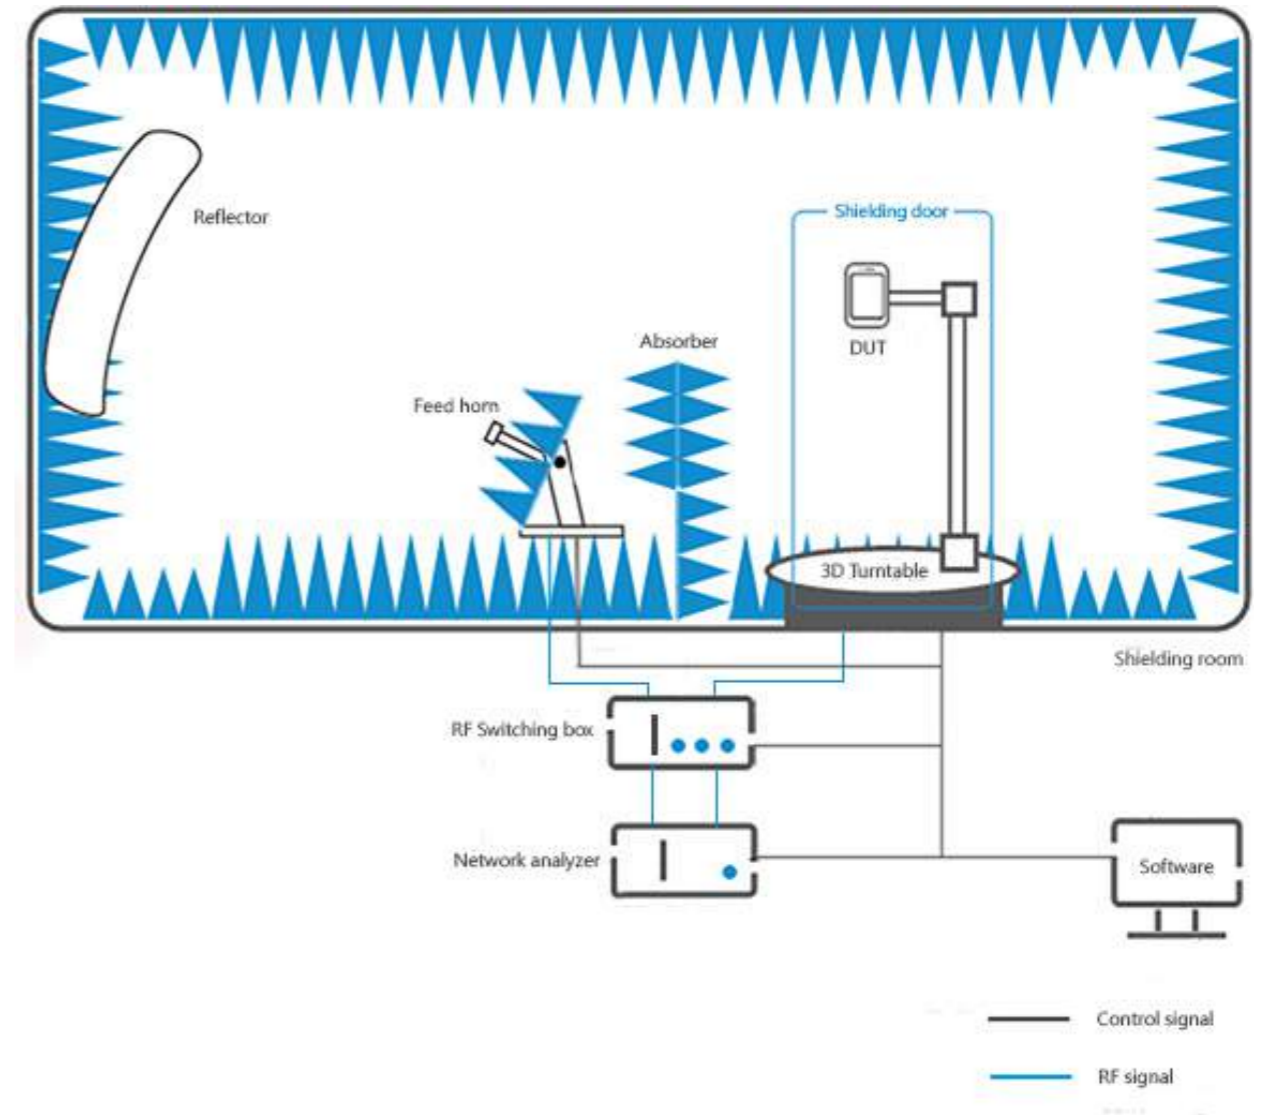 Reflector
Shielding door
Absorber
DUT
Feed horn
3D Turntable
Shielding room
RF Switching box
Network analyzer
Software
Control signal
RF signal